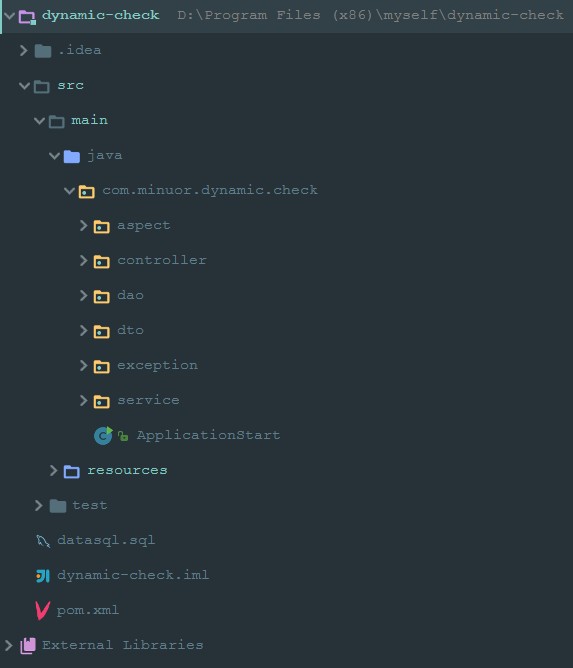 dynamic-check D:\Program Files (x86)\myself\dynamic-check
.idea
src
main
java
com.minuor.dynamic.check
aspect
controller
dao
dto
exception
service
C ApplicationStart
resources
test
datasql.sql
dynamic-check.iml
pom.xml
External Libraries